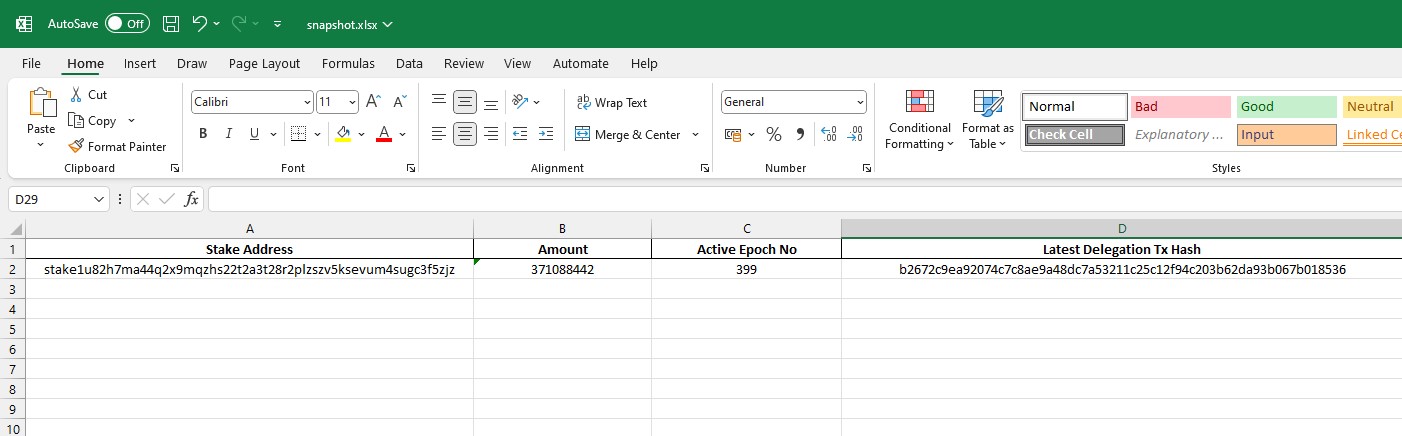 AutoSave Off snapshot.xlsx
File Home Insert Draw Page Layout Formulas Data Review View Automate Help
Paste
Cut
Copy
Format Painter
Clipboard
Calibri 11 A A
B I U A
Font
ab Wrap Text
Merge & Center
Alignment
General
% , .00
Number
Conditional Formatting
Format as Table
Normal Bad Good Neutral
Check Cell Explanatory ... Input Linked Ce
Styles
D29 fx
A B C D
1 Stake Address Amount Active Epoch No Latest Delegation Tx Hash
2 stake1u82h7ma44q2x9mqzhs22t2a3t28r2plzszv5ksevum4sugc3f5zjz 371088442 399 b2672c9ea92074c7c8ae9a48dc7a53211c25c12f94c203b62da93b067b018536
3
4
5
6
7
8
9
10